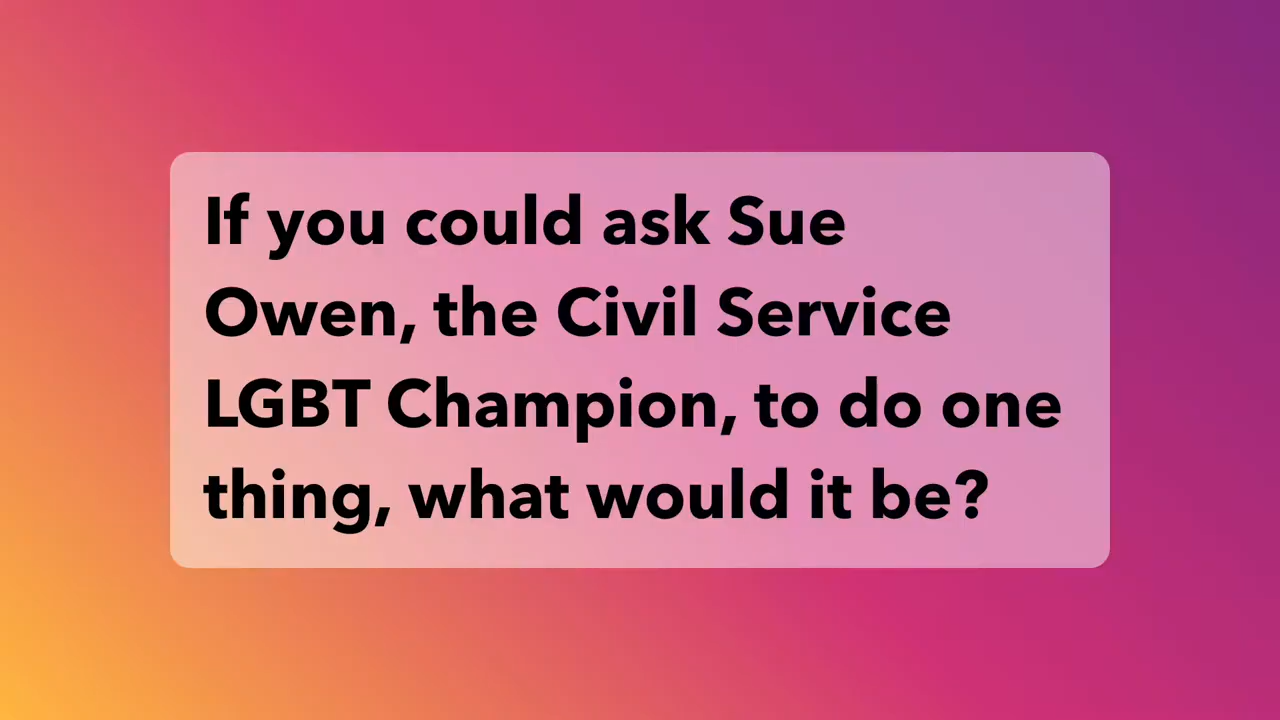 If you could ask Sue
Owen, the Civil Service
LGBT Champion, to do one
thing, what would it be?